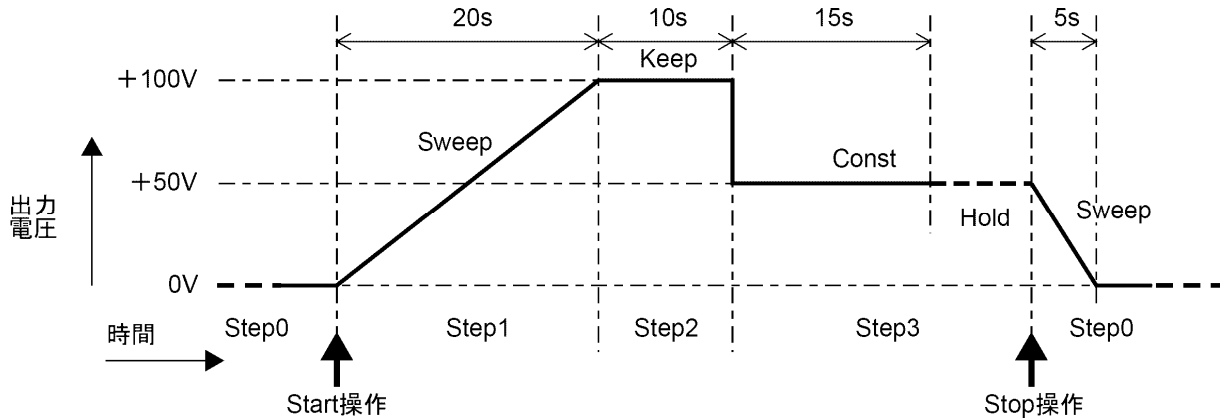 20s
10s
15s
5s
Keep
+100V
Sweep
Const
+50V
出力
電圧
Hold
Sweep
0V
時間
Step0
Step1
Step2
Step3
Step0
Start操作
Stop操作